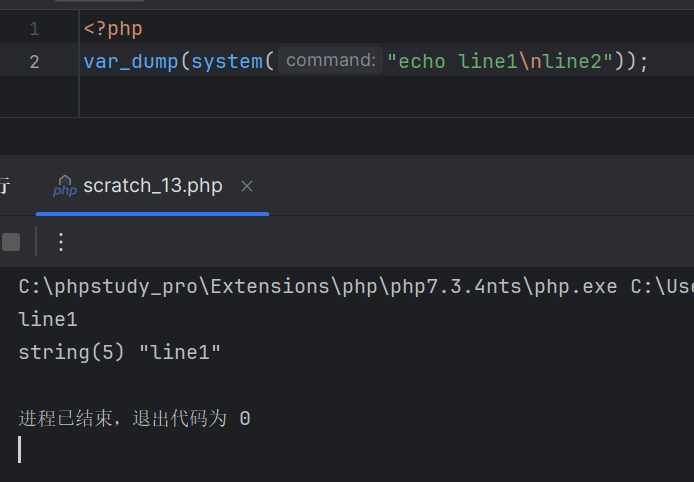 1 <?php
2 var_dump(system( command: "echo line1\nline2"));
行 php scratch_13.php ×
C:\phpstudy_pro\Extensions\php\php7.3.4nts\php.exe C:\Use
line1
string(5) "line1"
进程已结束，退出代码为 0